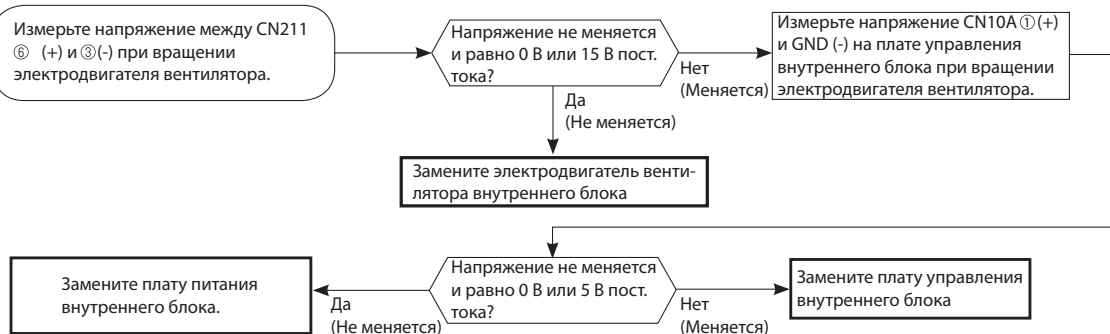 Измерьте напряжение между CN211
⑥ (+) и ③(-) при вращении
электродвигателя вентилятора.
Напряжение не меняется
и равно 0 В или 15 В пост.
тока?
Нет
(Меняется)
Измерьте напряжение CN10A ①(+)
и GND (-) на плате управления
внутреннего блока при вращении
электродвигателя вентилятора.
Да
(Не меняется)
Замените электродвигатель венти-
лятора внутреннего блока
Напряжение не меняется
и равно 0 В или 5 В пост.
тока?
Да
(Не меняется)
Замените плату питания
внутреннего блока.
Нет
(Меняется)
Замените плату управления
внутреннего блока